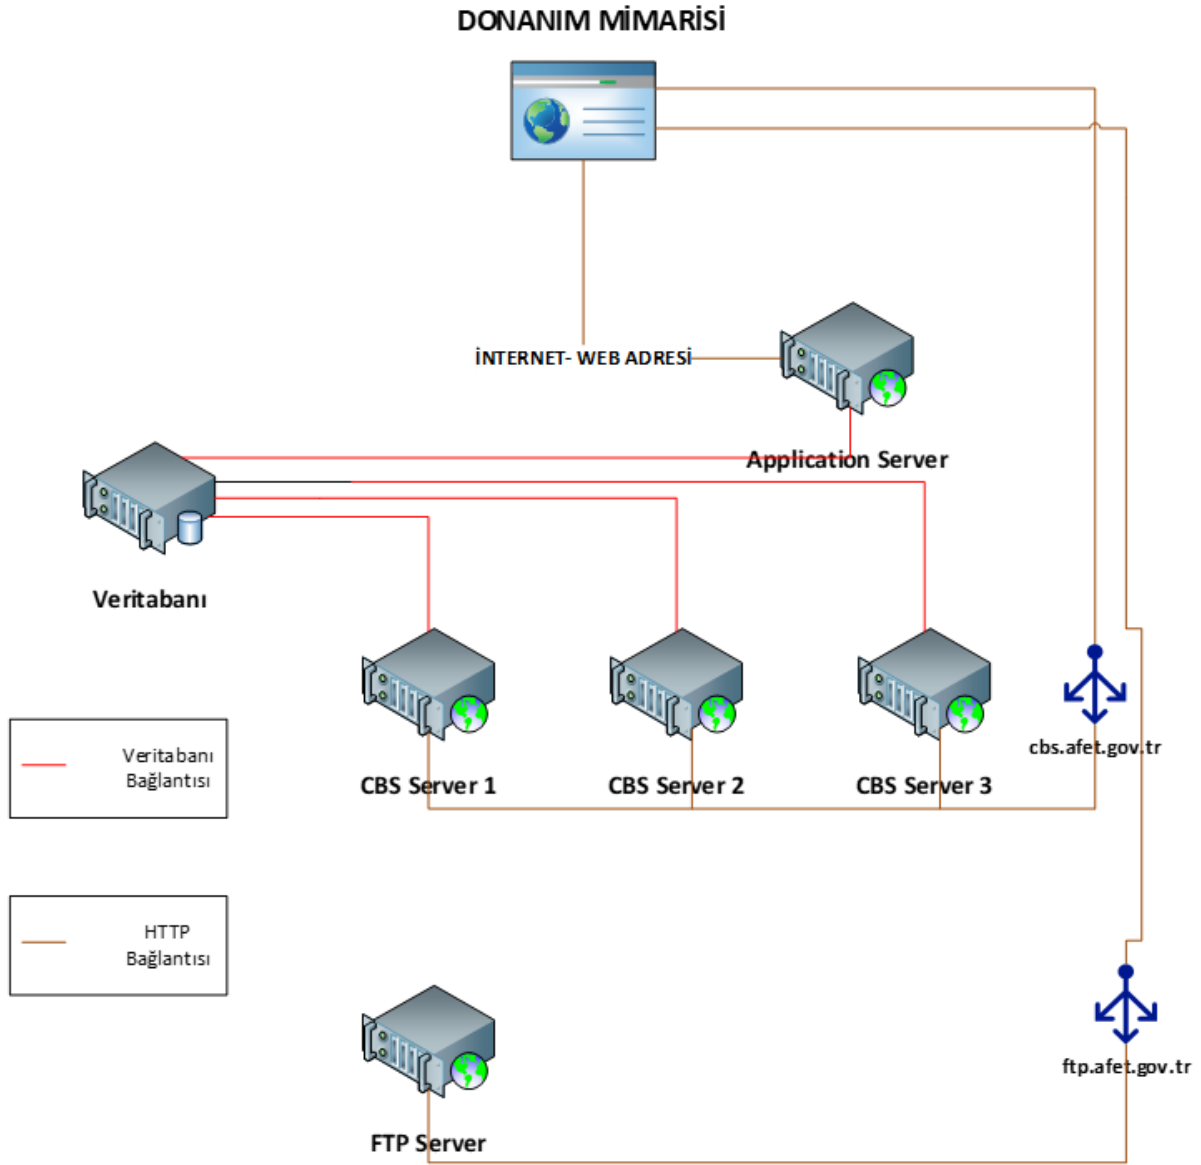 DONANIM MİMARİSİ
İNTERNET- WEB ADRESİ
Application Server
Veritabanı
CBS Server 1
CBS Server 2
CBS Server 3
cbs.afet.gov.tr
Veritabanı
Bağlantısı
HTTP
Bağlantısı
ftp.afet.gov.tr
FTP Server